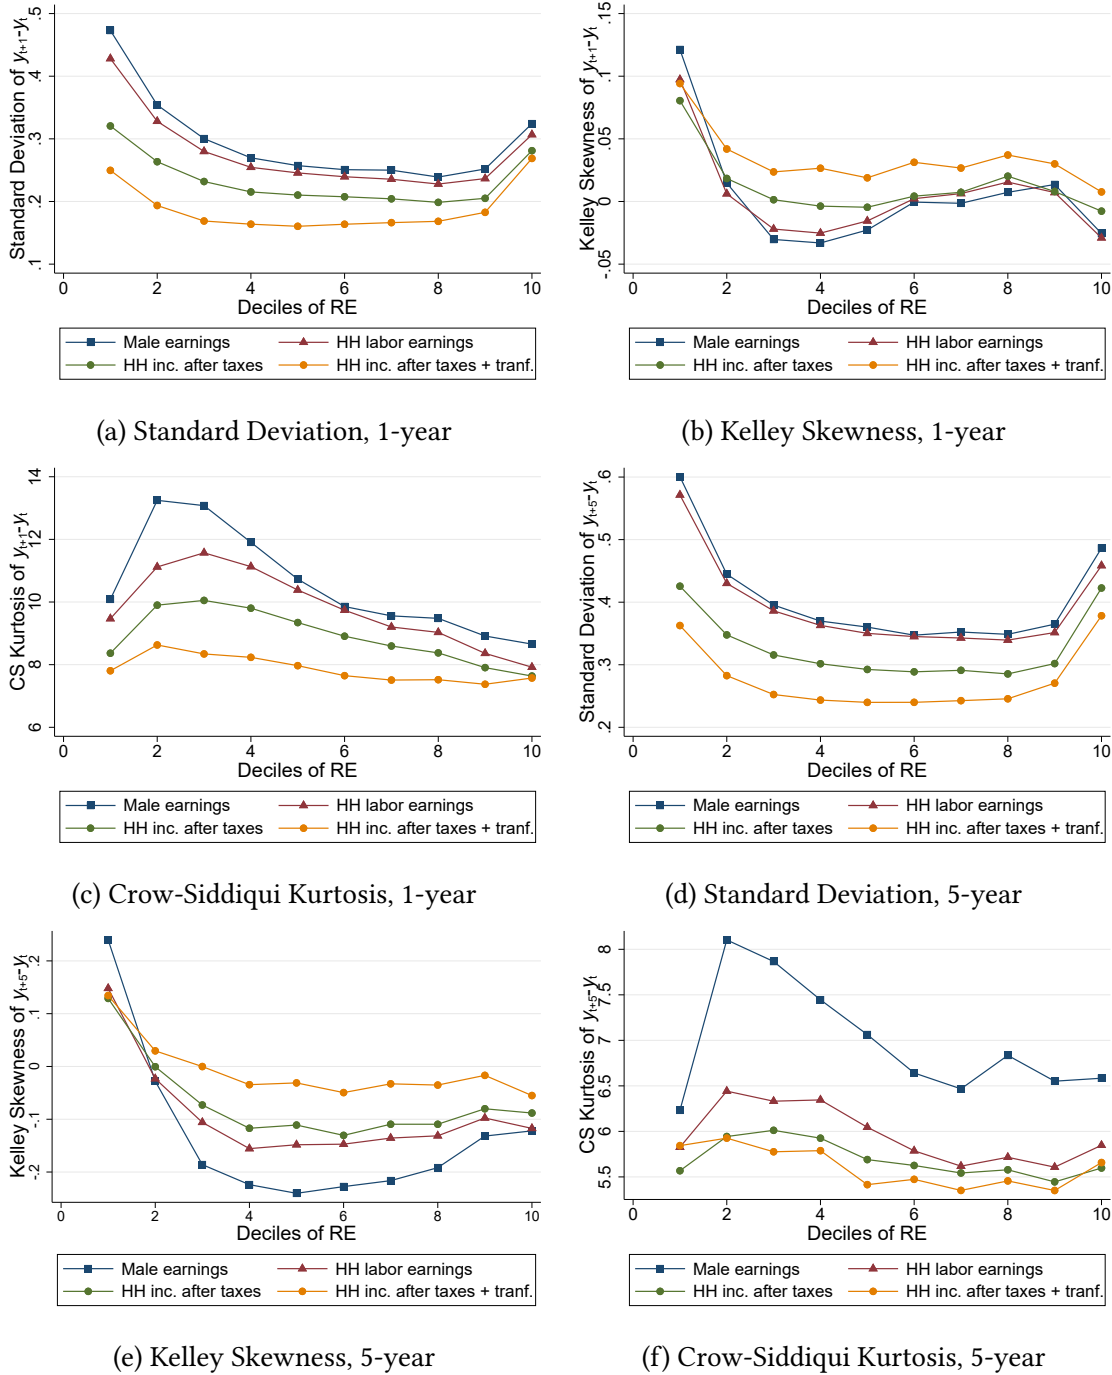 Standard Deviation of yt+1-yt
.5
.4
.3
.2
.1
0 2 4 6 8 10
Deciles of RE
Male earnings HH labor earnings
HH inc. after taxes HH inc. after taxes + tranf.
(a) Standard Deviation, 1-year
Kelley Skewness of yt+1-yt
.15
.1
.05
0
-.05
0 2 4 6 8 10
Deciles of RE
Male earnings HH labor earnings
HH inc. after taxes HH inc. after taxes + tranf.
(b) Kelley Skewness, 1-year
CS Kurtosis of yt+1-yt
14
12
10
8
6
0 2 4 6 8 10
Deciles of RE
Male earnings HH labor earnings
HH inc. after taxes HH inc. after taxes + tranf.
(c) Crow-Siddiqui Kurtosis, 1-year
Standard Deviation of yt+5-yt
.6
.5
.4
.3
.2
0 2 4 6 8 10
Deciles of RE
Male earnings HH labor earnings
HH inc. after taxes HH inc. after taxes + tranf.
(d) Standard Deviation, 5-year
Kelley Skewness of yt+5-yt
.2
.1
0
-.1
-.2
0 2 4 6 8 10
Deciles of RE
Male earnings HH labor earnings
HH inc. after taxes HH inc. after taxes + tranf.
(e) Kelley Skewness, 5-year
CS Kurtosis of yt+5-yt
8
7.5
7
6.5
6
5.5
0 2 4 6 8 10
Deciles of RE
Male earnings HH labor earnings
HH inc. after taxes HH inc. after taxes + tranf.
(f) Crow-Siddiqui Kurtosis, 5-year